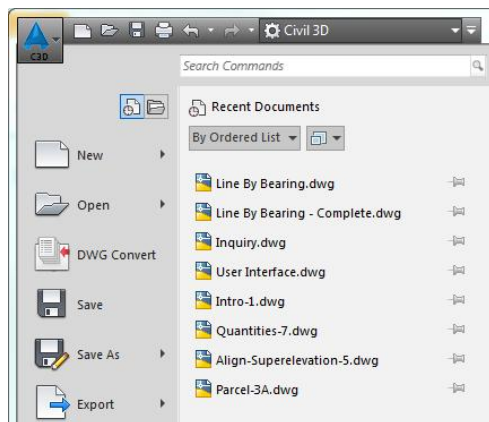 Civil 3D
C3D
Search Commands
Recent Documents
By Ordered List
New
Open
DWG Convert
Save
Save As
Export
Line By Bearing.dwg
Line By Bearing - Complete.dwg
Inquiry.dwg
User Interface.dwg
Intro-1.dwg
Quantities-7.dwg
Align-Superelevation-5.dwg
Parcel-3A.dwg